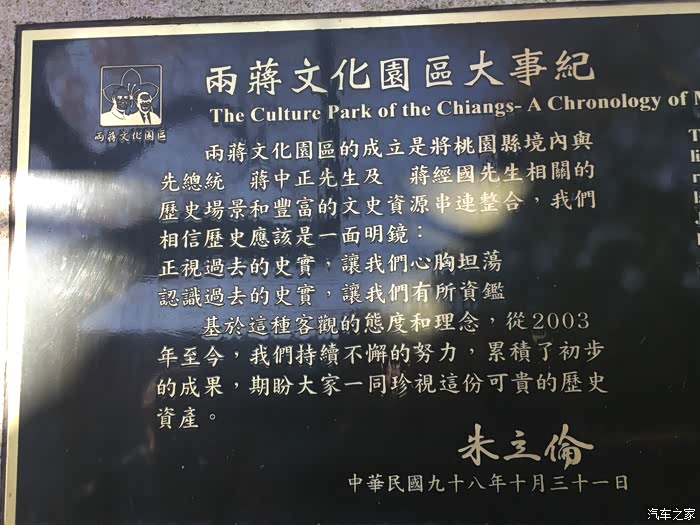 兩蔣文化園區大事紀
The Culture Park of the Chiangs- A Chronology of M
兩蔣文化園區
兩蔣文化園區的成立是將桃園縣境內與
先總統 蔣中正先生及 蔣經國先生相關的
歷史場景和豐富的文史資源串連整合，我們
相信歷史應該是一面明鏡：
正視過去的史實，讓我們心胸坦蕩
認識過去的史實，讓我們有所資鑑
基於這種客觀的態度和理念，從2003
年至今，我們持續不懈的努力，累積了初步
的成果，期盼大家一同珍視這份可貴的歷史
資產。
朱立倫
中華民國九十八年十月三十一日
汽车之家